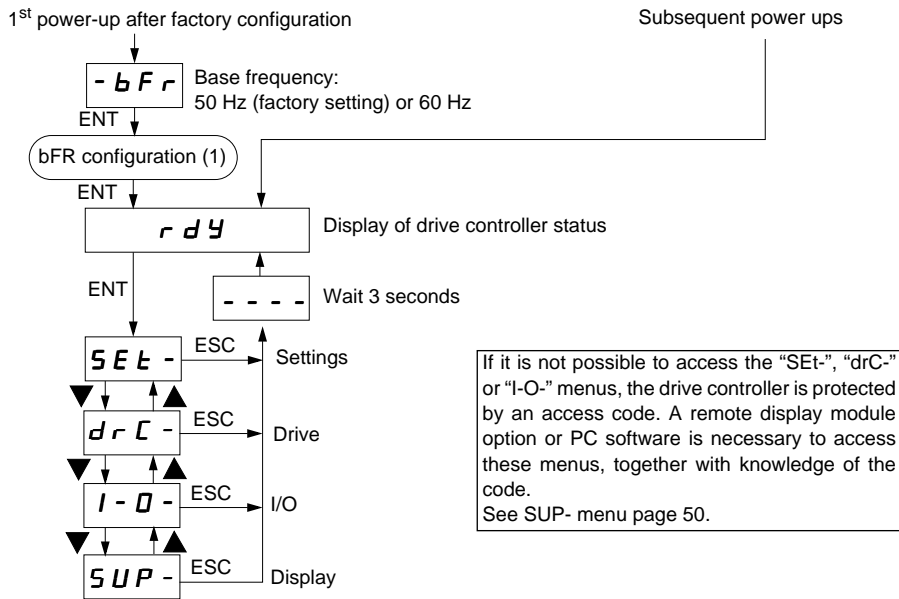 1st power-up after factory configuration
Subsequent power ups
- b F r
Base frequency:
50 Hz (factory setting) or 60 Hz
ENT
bFR configuration (1)
ENT
r d Y
Display of drive controller status
ENT
- - - -
Wait 3 seconds
S E t -
ESC
Settings
d r C -
ESC
Drive
I - O -
ESC
I/O
S U P -
ESC
Display
If it is not possible to access the “SEt-”, “drC-”
or “I-O-” menus, the drive controller is protected
by an access code. A remote display module
option or PC software is necessary to access
these menus, together with knowledge of the
code.
See SUP- menu page 50.